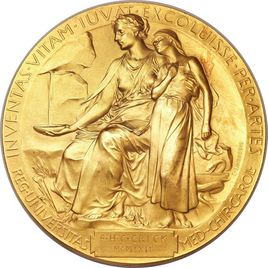 INVENTAS·VITAM·IUVAT·EXCOLUISSE·PER·ARTES
REG·UNIVERSITAS
MED·CHIR·CAROL
F·H·C·CRICK
MCMLXII